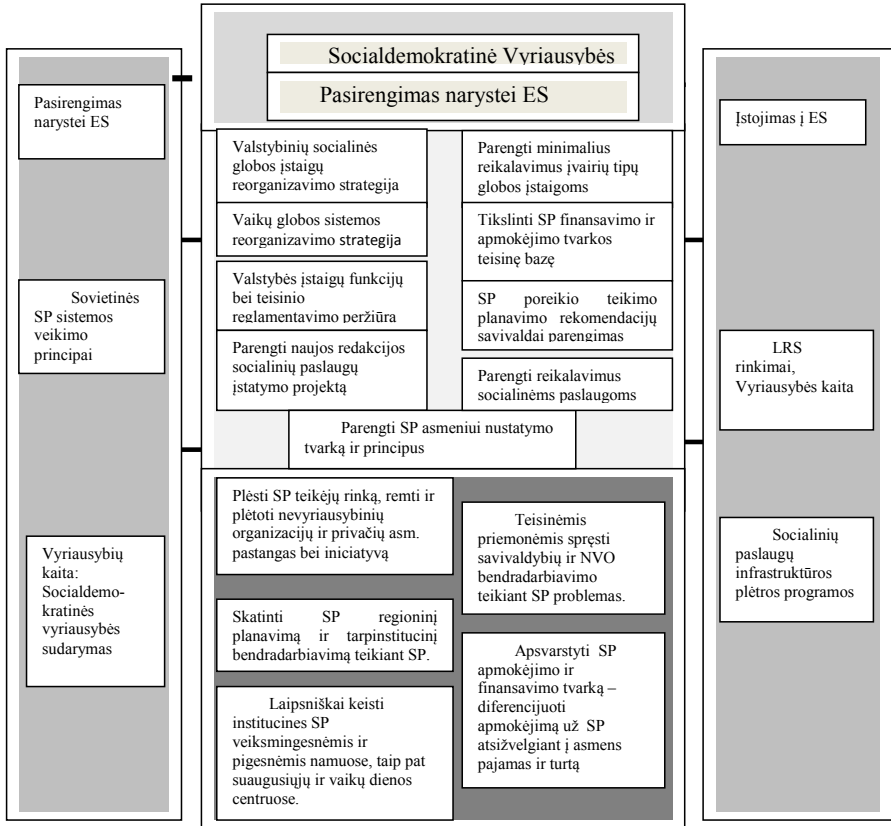 Socialdemokratinė Vyriausybės
Pasirengimas narystei ES
Pasirengimas
narystei ES
Sovietinės
SP sistemos
veikimo
principai
Vyriausybių
kaita:
Socialdemo-
kratinės
vyriausybės
sudarymas
Valstybinių socialinės
globos įstaigų
reorganizavimo strategija
Vaikų globos sistemos
reorganizavimo strategija
Valstybės įstaigų funkcijų
bei teisinio
reglamentavimo peržiūra
Parengti naujos redakcijos
socialinių paslaugų
įstatymo projektą
Parengti minimalius
reikalavimus įvairių tipų
globos įstaigoms
Tikslinti SP finansavimo ir
apmokėjimo tvarkos
teisinę bazę
SP poreikio teikimo
planavimo rekomendacijų
savivaldai parengimas
Parengti reikalavimus
socialinėms paslaugoms
Parengti SP asmeniui nustatymo
tvarką ir principus
Plėsti SP teikėjų rinką, remti ir
plėtoti nevyriausybinių
organizacijų ir privačių asm.
pastangas bei iniciatyvą
Skatinti SP regioninį
planavimą ir tarpinstitucinį
bendradarbiavimą teikiant SP.
Laipsniškai keisti
institucines SP
veiksmingesnėmis ir
pigesnėmis namuose, taip pat
suaugusiųjų ir vaikų dienos
centruose.
Teisinėmis
priemonėmis spręsti
savivaldybių ir NVO
bendradarbiavimo
teikiant SP problemas.
Apsvarstyti SP
apmokėjimo ir
finansavimo tvarką –
diferencijuoti
apmokėjimą už SP
atsižvelgiant į asmens
pajamas ir turtą
Įstojimas į ES
LRS
rinkimai,
Vyriausybės kaita
Socialinių
paslaugų
infrastruktūros
plėtros programos